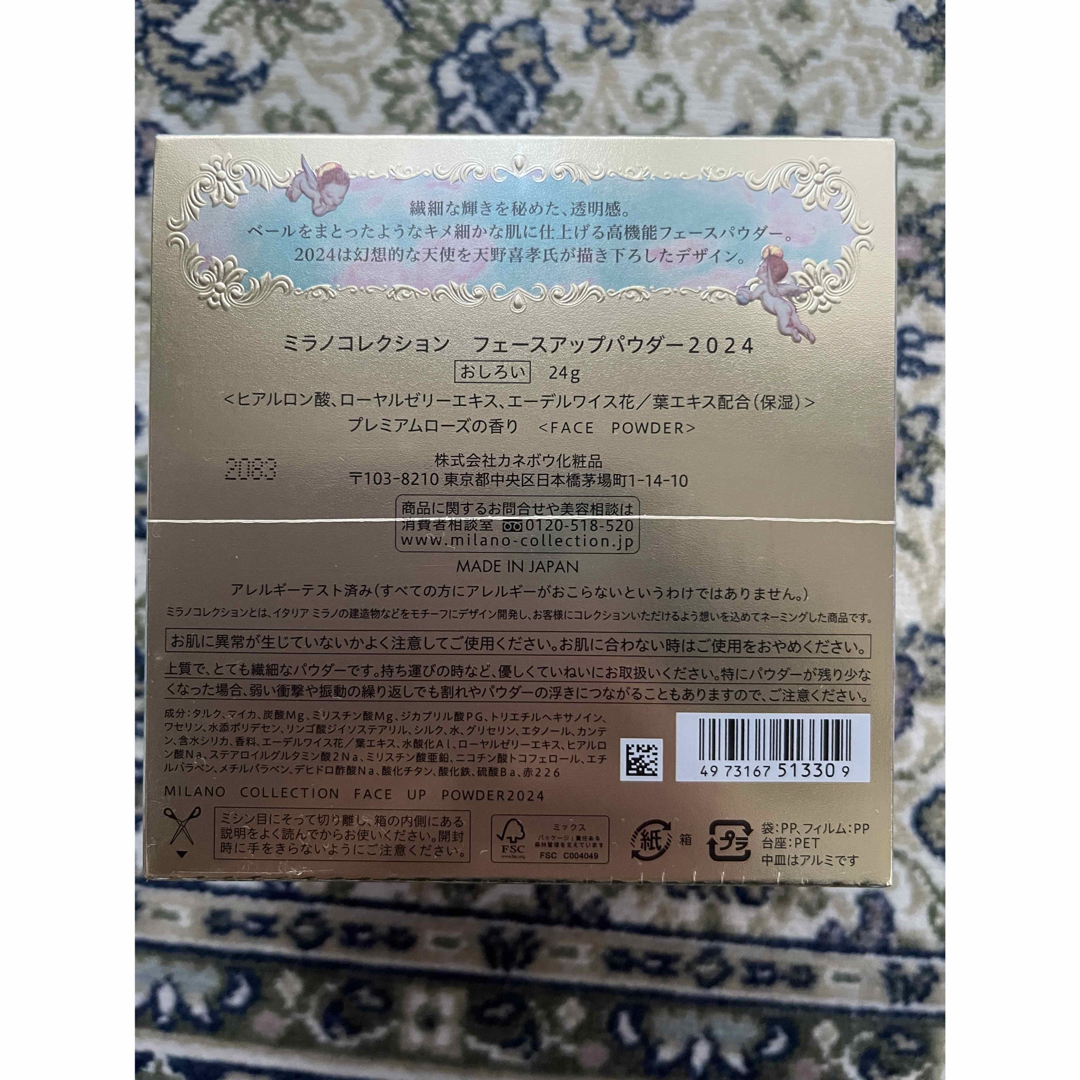 繊細な輝きを秘めた、透明感。
ベールをまとったようなキメ細かな肌に仕上げる高機能フェースパウダー。
2024は幻想的な天使を天野喜孝氏が描き下ろしたデザイン。
ミラノコレクション　フェースアップパウダー2024
おしろい 24g
<ヒアルロン酸、ローヤルゼリーエキス、エーデルワイス花／葉エキス配合(保湿)>
プレミアムローズの香り <FACE POWDER>
2083
株式会社カネボウ化粧品
〒103-8210 東京都中央区日本橋茅場町1-14-10
商品に関するお問合せや美容相談は
消費者相談室 0120-518-520
www.milano-collection.jp
MADE IN JAPAN
アレルギーテスト済み(すべての方にアレルギーがおこらないというわけではありません。)
ミラノコレクションとは、イタリア ミラノの建造物などをモチーフにデザイン開発し、お客様にコレクションいただけるよう想いを込めてネーミングした商品です。
お肌に異常が生じていないかよく注意してご使用ください。お肌に合わない時はご使用をおやめください。
上質で、とても繊細なパウダーです。持ち運びの時など、優しくていねいにお取扱いください。特にパウダーが残り少な
くなった場合、弱い衝撃や振動の繰り返しでも割れやパウダーの浮きにつながることもありますので、ご注意ください。
成分：タルク、マイカ、炭酸Mg、ミリスチン酸Mg、ジカプリル酸PG、トリエチルヘキサノイン、
ワセリン、水添ポリデセン、リンゴ酸ジイソステアリル、シルク、水、グリセリン、エタノール、カンテ
ン、含水シリカ、香料、エーデルワイス花／葉エキス、水酸化Al、ローヤルゼリーエキス、ヒアルロ
ン酸Na、ステアロイルグルタミン酸2Na、ミリスチン酸亜鉛、ニコチン酸トコフェロール、エチ
ルパラベン、メチルパラベン、デヒドロ酢酸Na、酸化チタン、酸化鉄、硫酸Ba、赤226
4973167513309
MILANO COLLECTION FACE UP POWDER2024
ミシン目にそって切り離し、箱の内側にある
説明をよく読んでからお使いください。開封
時に手をきらないようにご注意ください。
FSC
www.fsc.org
ミックス
パッケージ｜責任ある
森林管理を支えています
FSC C004049
紙 箱
プラ
袋：PP、フィルム：PP
台座：PET
中皿はアルミです